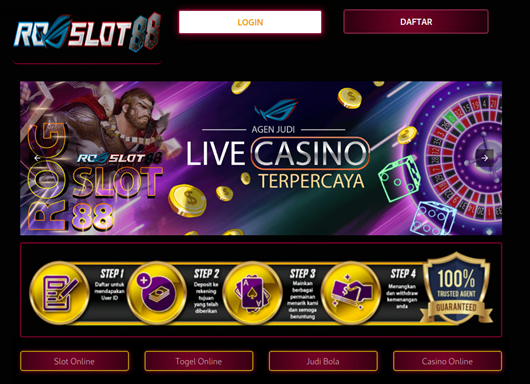 ROGSLOT88
LOGIN
DAFTAR
ROG
SLOT
88
ROGSLOT88
AGEN JUDI
LIVE CASINO
TERPERCAYA
STEP 1
Daftar untuk
mendapakan
User ID
STEP 2
Deposit ke
rekening
tujuan
yang telah
diberikan
STEP 3
Mainkan
berbagai
permainan
menarik kami
dan semoga
beruntung
STEP 4
Menangkan
dan withdraw
kemenangan
anda
100%
TRUSTED AGENT
GUARANTEED
Slot Online
Togel Online
Judi Bola
Casino Online